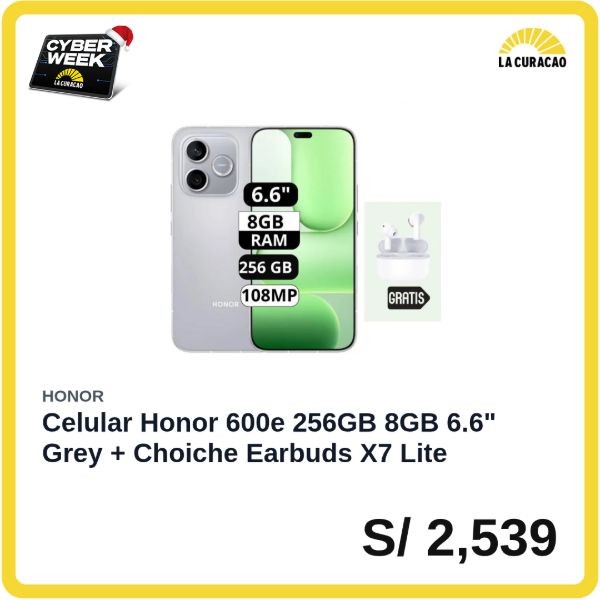 CYBER
WEEK
LA CURACAO
LA CURACAO
6.6"
8GB
RAM
256 GB
108MP
HONOR
GRATIS
HONOR
Celular Honor 600e 256GB 8GB 6.6"
Grey + Choiche Earbuds X7 Lite
S/ 2,539